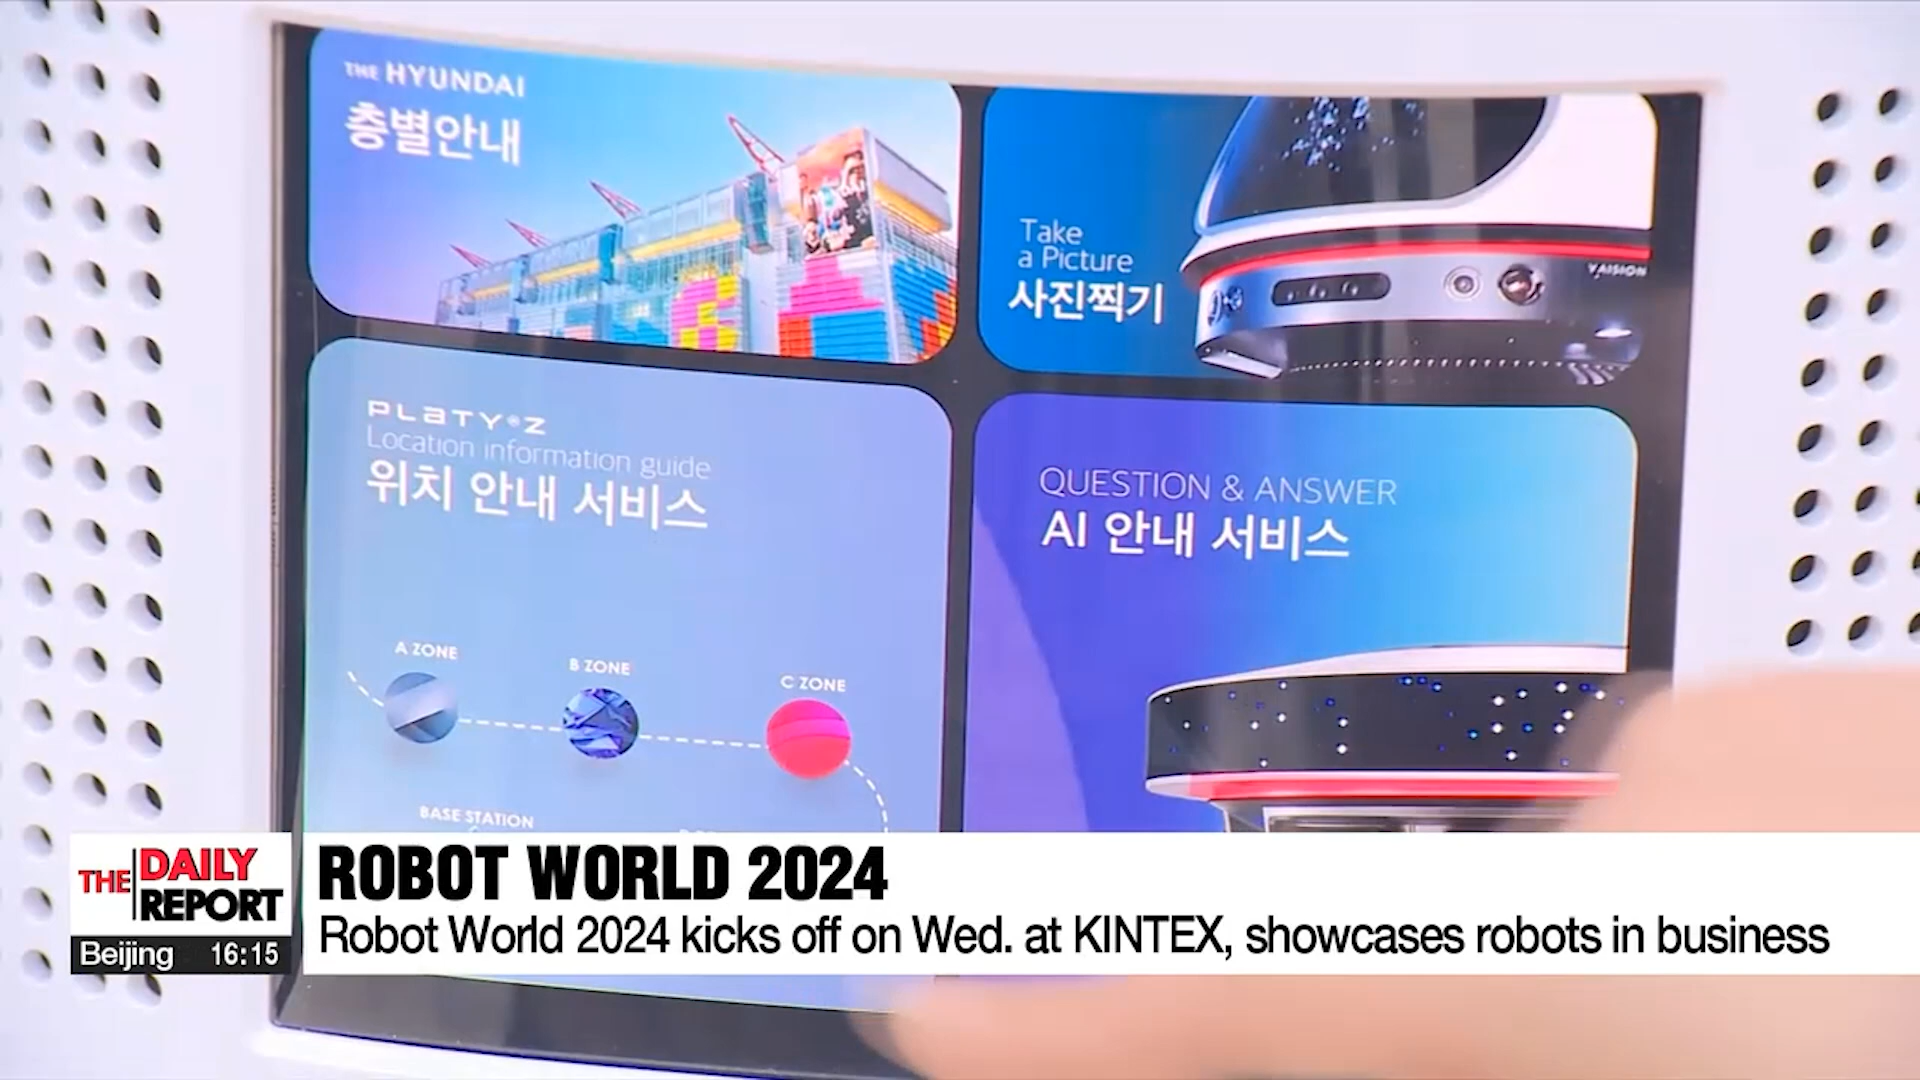 THE HYUNDAI
층별안내
Take
a Picture
사진찍기
VAISION
PLATY®Z
Location information guide
위치 안내 서비스
A ZONE
B ZONE
C ZONE
BASE STATION
QUESTION & ANSWER
AI 안내 서비스
THE DAILY
REPORT
Beijing 16:15
ROBOT WORLD 2024
Robot World 2024 kicks off on Wed. at KINTEX, showcases robots in business